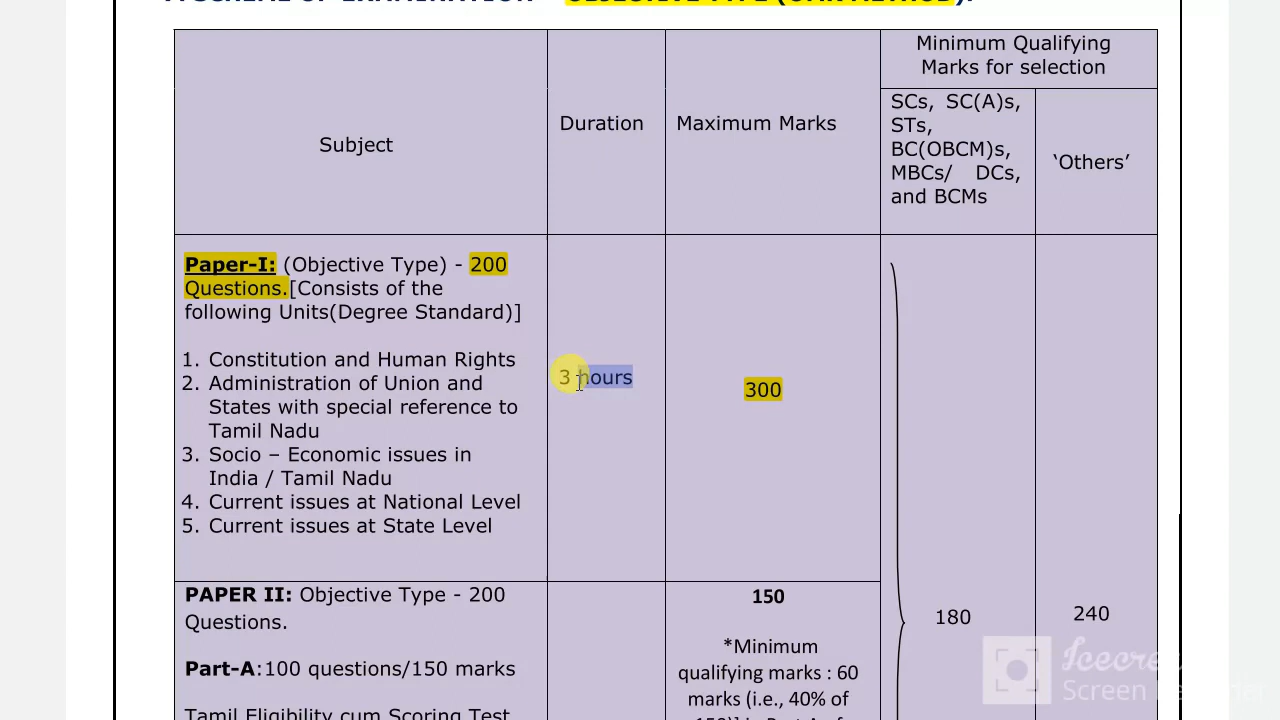 Subject
Duration
Maximum Marks
Minimum Qualifying
Marks for selection
SCs, SC(A)s,
STs,
BC(OBCM)s,
MBCs/ DCs,
and BCMs
‘Others’
Paper-I: (Objective Type) - 200
Questions.[Consists of the
following Units(Degree Standard)]
1. Constitution and Human Rights
2. Administration of Union and
States with special reference to
Tamil Nadu
3. Socio – Economic issues in
India / Tamil Nadu
4. Current issues at National Level
5. Current issues at State Level
3 hours
300
PAPER II: Objective Type - 200
Questions.
Part-A:100 questions/150 marks
Tamil Eligibility cum Scoring Test
150
*Minimum
qualifying marks : 60
marks (i.e., 40% of
180
240
Screen